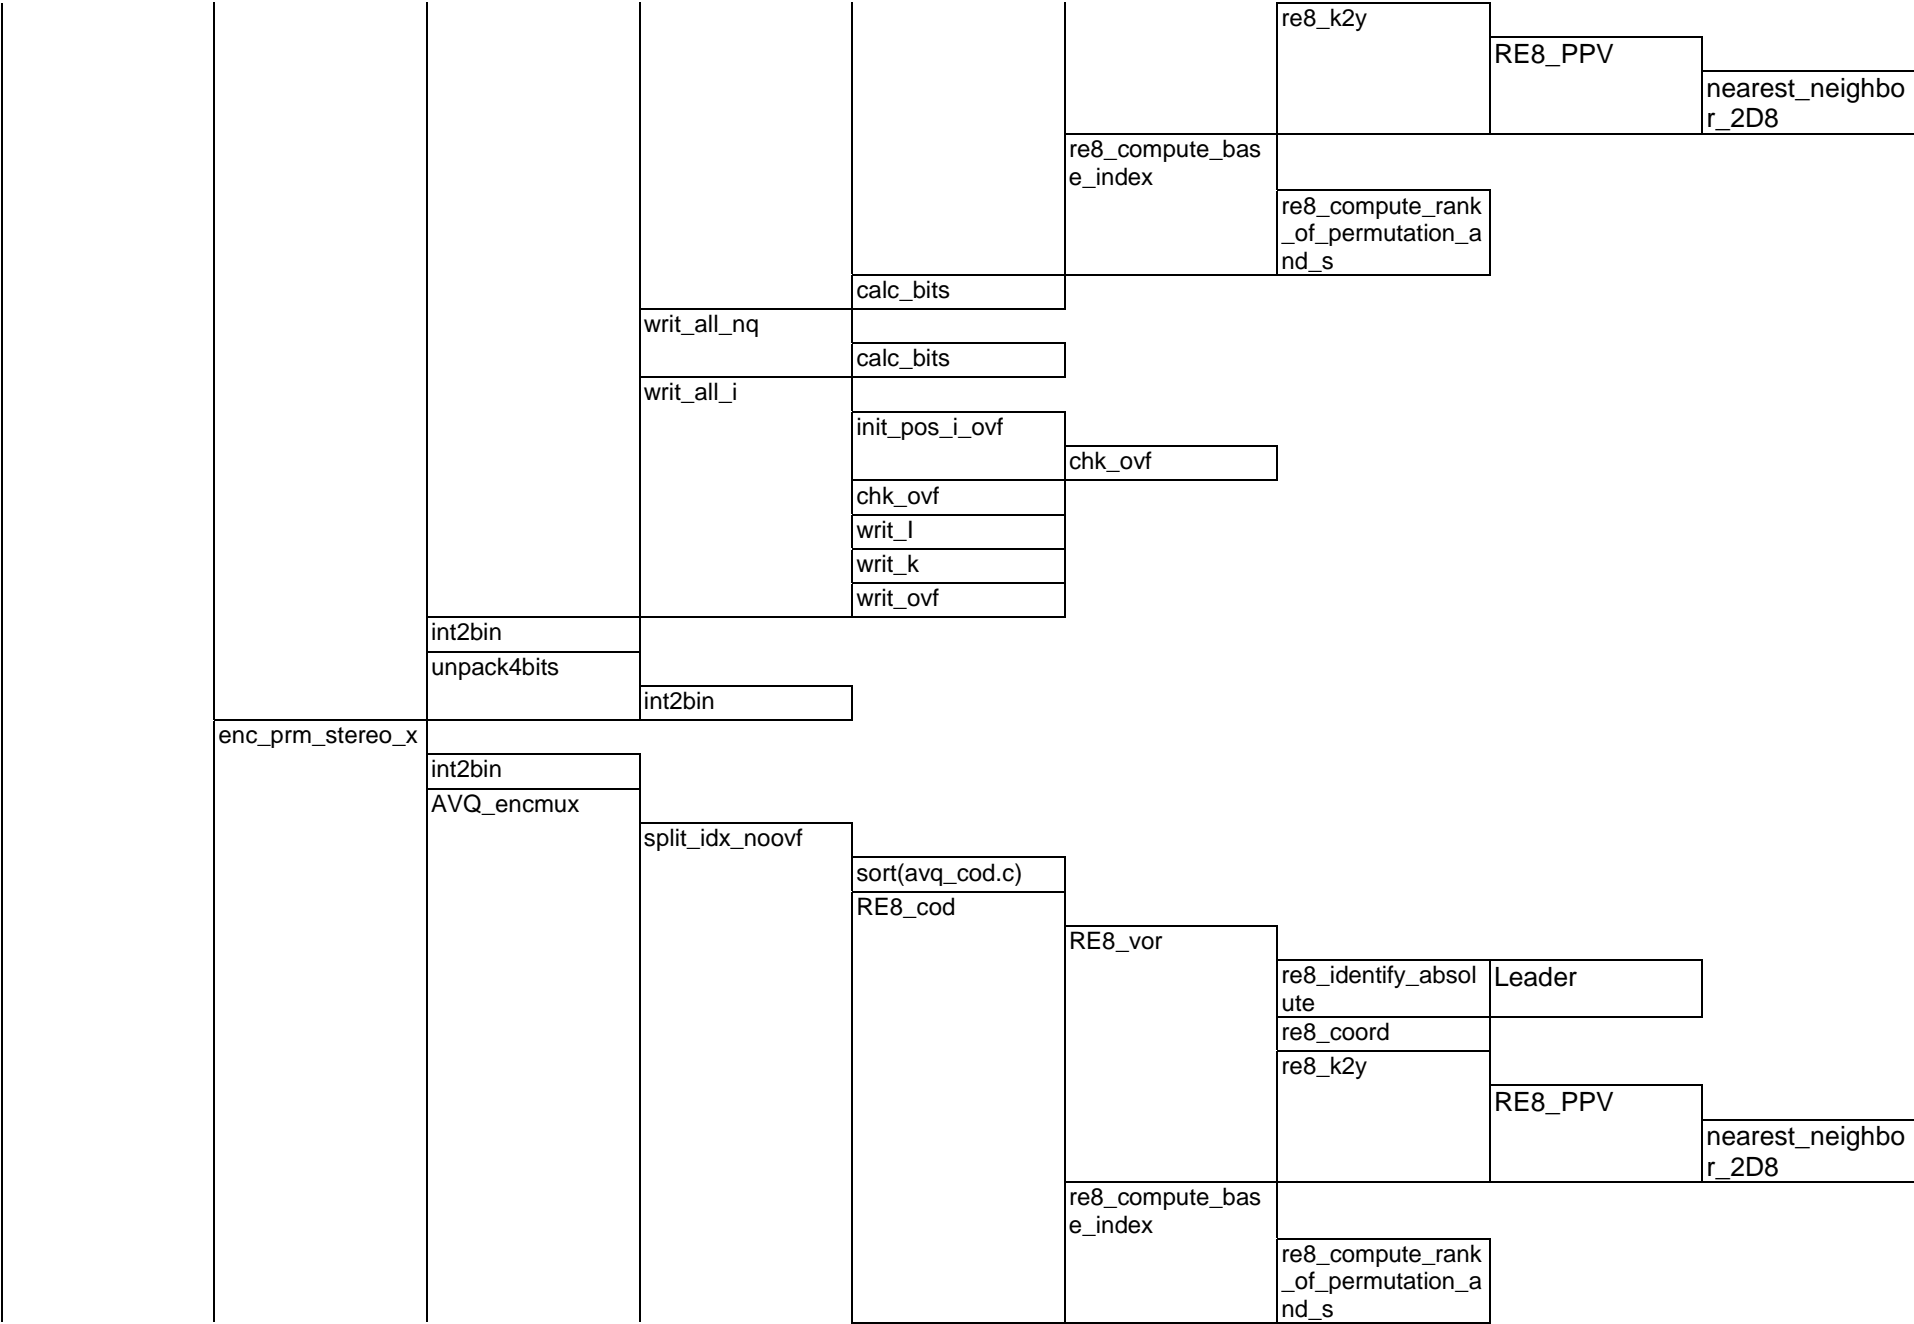 re8_k2y
RE8_PPV
nearest_neighbo
r_2D8
re8_compute_bas
e_index
re8_compute_rank
_of_permutation_a
nd_s
calc_bits
writ_all_nq
calc_bits
writ_all_i
init_pos_i_ovf
chk_ovf
chk_ovf
writ_I
writ_k
writ_ovf
int2bin
unpack4bits
int2bin
enc_prm_stereo_x
int2bin
AVQ_encmux
split_idx_noovf
sort(avq_cod.c)
RE8_cod
RE8_vor
re8_identify_absol
ute
Leader
re8_coord
re8_k2y
RE8_PPV
nearest_neighbo
r_2D8
re8_compute_bas
e_index
re8_compute_rank
_of_permutation_a
nd_s